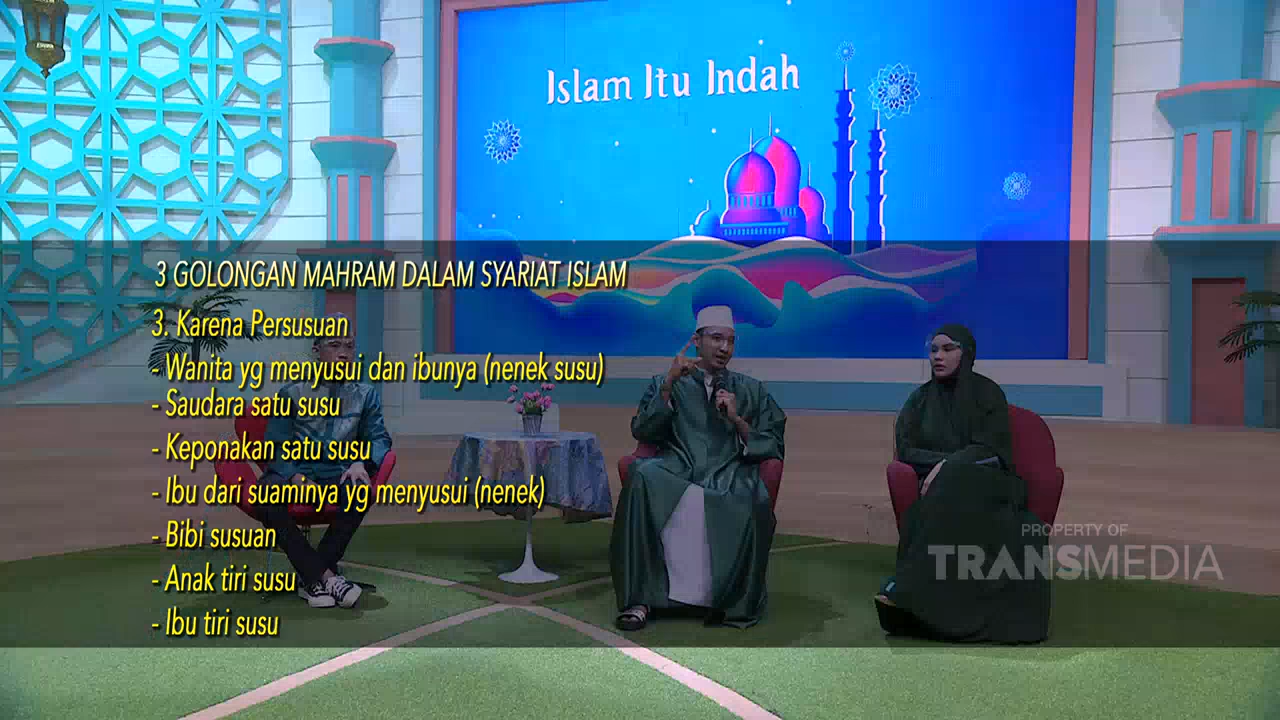 Islam Itu Indah
3 GOLONGAN MAHRAM DALAM SYARIAT ISLAM
3. Karena Persusuan
- Wanita yg menyusui dan ibunya (nenek susu)
- Saudara satu susu
- Keponakan satu susu
- Ibu dari suaminya yg menyusui (nenek)
- Bibi susuan
- Anak tiri susu
- Ibu tiri susu
PROPERTY OF
TRANSMEDIA